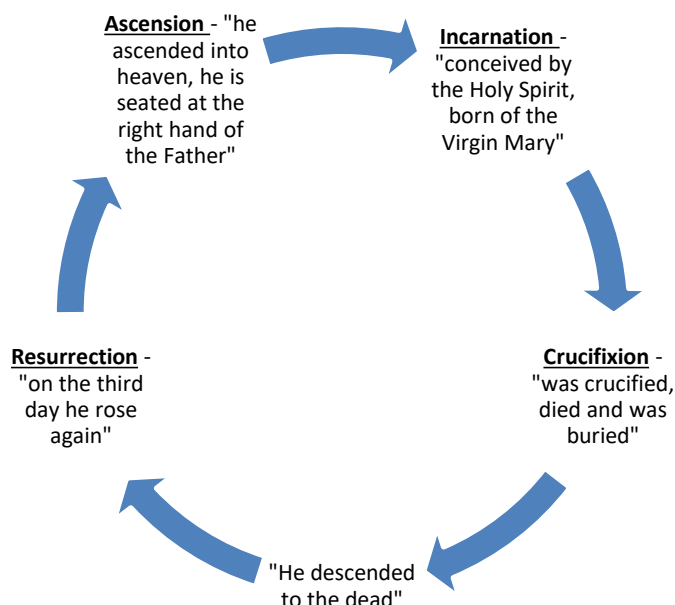 Ascension - "he
ascended into
heaven, he is
seated at the
right hand of
the Father"
Incarnation -
"conceived by
the Holy Spirit,
born of the
Virgin Mary"
Crucifixion -
"was crucified,
died and was
buried"
"He descended
to the dead"
Resurrection -
"on the third
day he rose
again"